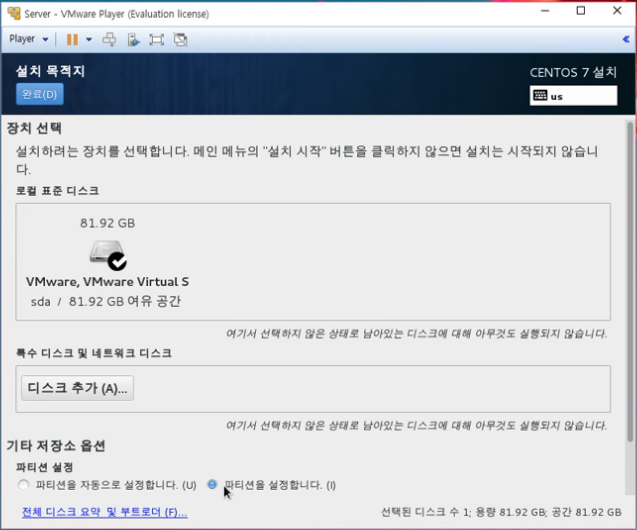 Server - VMware Player (Evaluation license)
Player
설치 목적지
CENTOS 7 설치
완료(D)
us
장치 선택
설치하려는 장치를 선택합니다. 메인 메뉴의 "설치 시작" 버튼을 클릭하지 않으면 설치는 시작되지 않습니
다.
로컬 표준 디스크
81.92 GB
VMware, VMware Virtual S
sda / 81.92 GB 여유 공간
여기서 선택하지 않은 상태로 남아있는 디스크에 대해 아무것도 실행되지 않습니다.
특수 디스크 및 네트워크 디스크
디스크 추가 (A)...
여기서 선택하지 않은 상태로 남아있는 디스크에 대해 아무것도 실행되지 않습니다.
기타 저장소 옵션
파티션 설정
파티션을 자동으로 설정합니다. (U) 파티션을 설정합니다. (I)
전체 디스크 요약 및 부트로더 (F)...
선택된 디스크 수 1; 용량 81.92 GB; 공간 81.92 GB